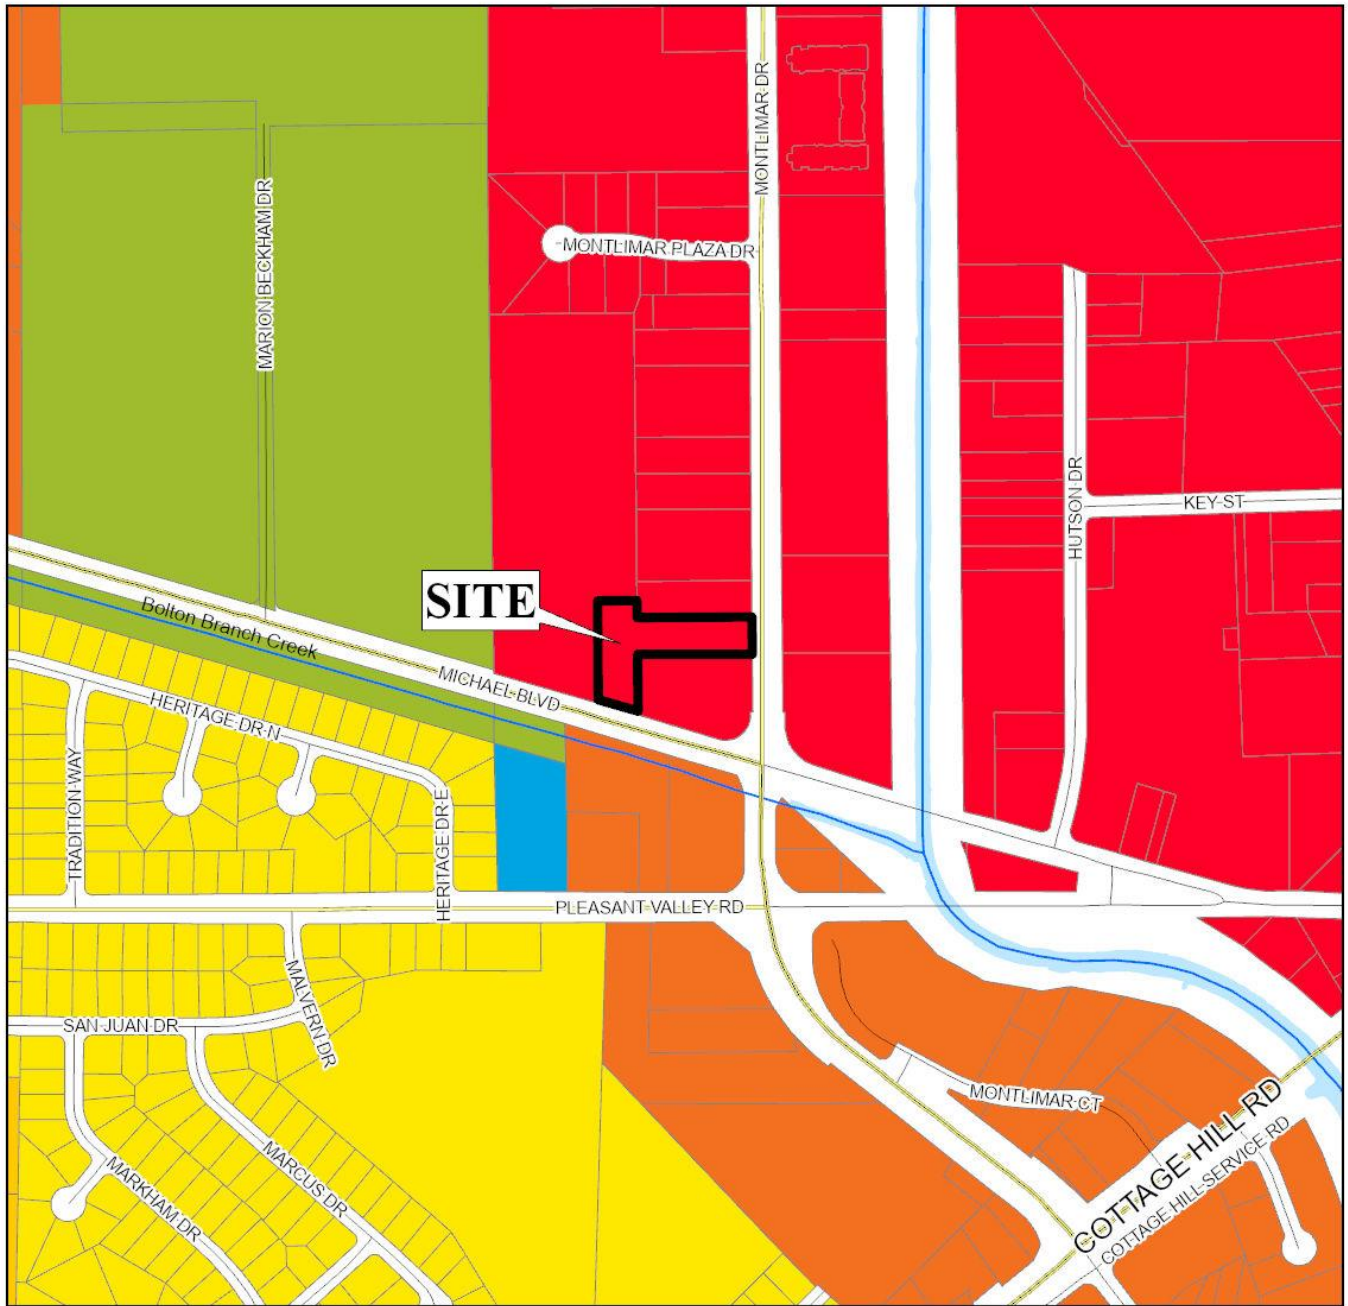 MONTLIMAR DR
MARION BECKHAM DR
MONTLIMAR PLAZA DR
HUTSON DR
KEY ST
SITE
Bolton Branch Creek
MICHAEL BLVD
HERITAGE DR N
TRADITION WAY
HERITAGE DR E
PLEASANT VALLEY RD
MALVERN DR
SAN JUAN DR
MONTLIMAR CT
MARKHAM DR
MARCUS DR
COTTAGE HILL RD
COTTAGE HILL SERVICE RD